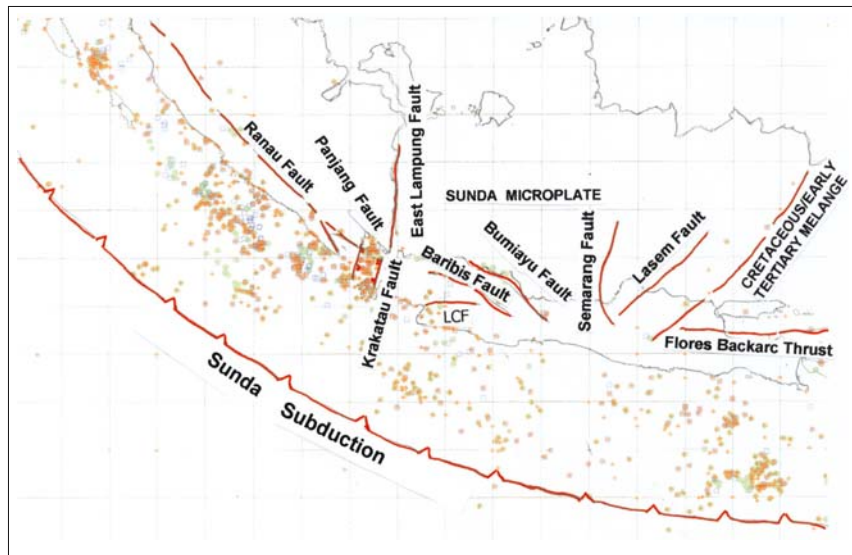 Ranau Fault
Panjang Fault
East Lampung Fault
SUNDA MICROPLATE
Krakatau Fault
Baribis Fault
Bumiayu Fault
LCF
Semarang Fault
Lasem Fault
CRETACEOUS/EARLY
TERTIARY MELANGE
Flores Backarc Thrust
Sunda Subduction